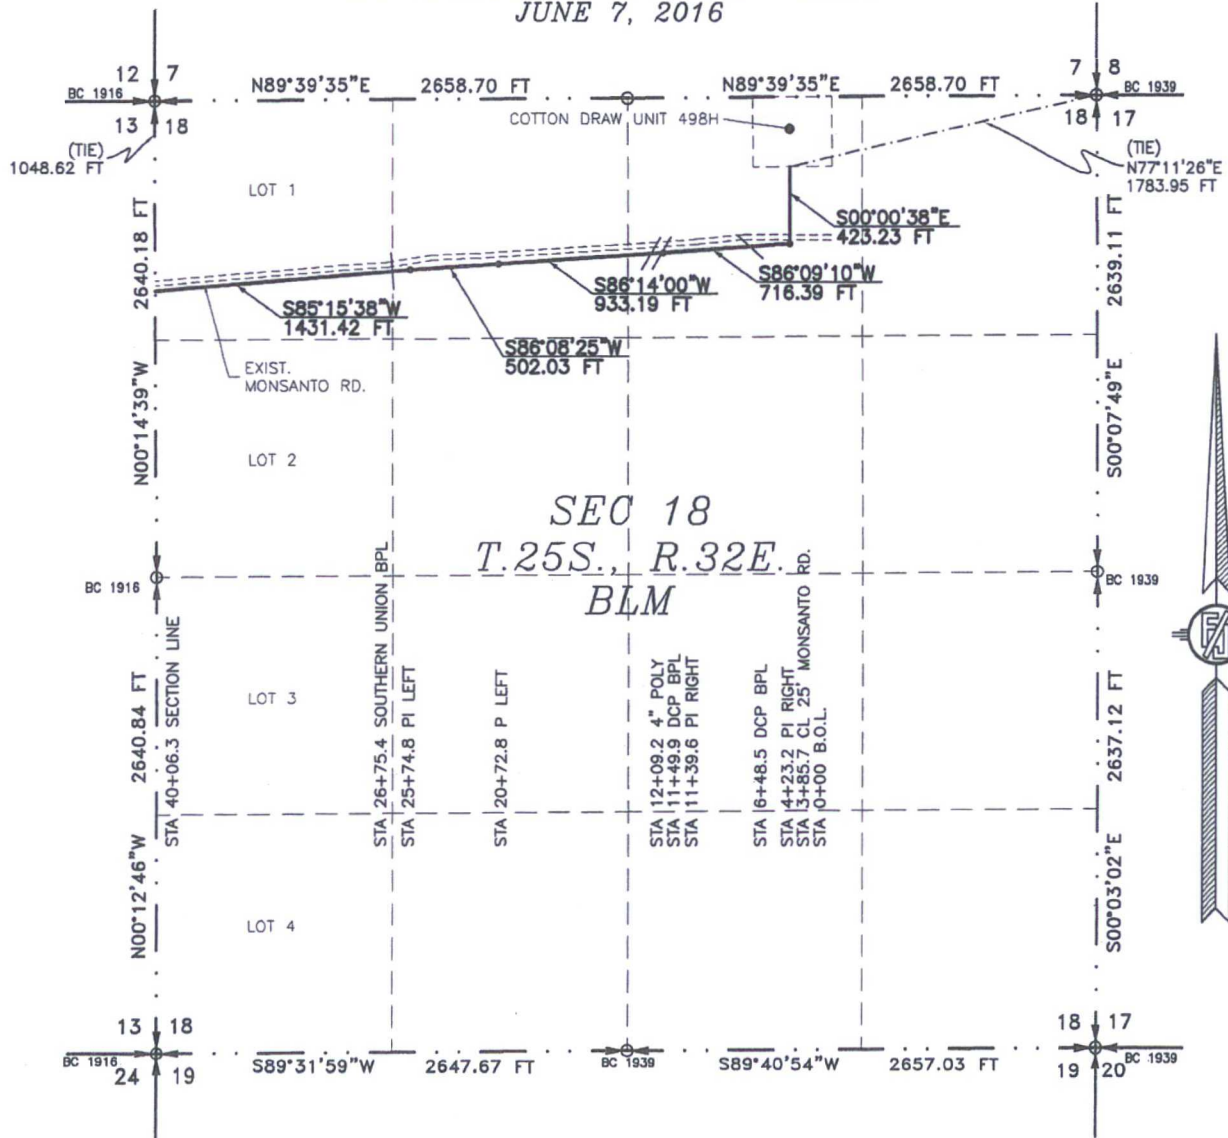 JUNE 7, 2016
12 7
7 8
N89°39'35"E 2658.70 FT
N89°39'35"E 2658.70 FT
BC 1916
BC 1939
13 18
18 17
COTTON DRAW UNIT 498H
(TIE)
1048.62 FT
(TIE)
N77°11'26"E
1783.95 FT
LOT 1
S00°00'38"E
423.23 FT
2640.18 FT
2639.11 FT
S86°09'10"W
716.39 FT
S86°14'00"W
933.19 FT
S85°15'38"W
1431.42 FT
S86°08'25"W
502.03 FT
EXIST.
MONSANTO RD.
N00°14'39"W
S00°07'49"E
LOT 2
SEC 18
T.25S., R.32E.
BLM
BC 1916
BC 1939
STA 40+06.3 SECTION LINE
STA 26+75.4 SOUTHERN UNION BPL
STA 25+74.8 PI LEFT
STA 20+72.8 P LEFT
STA 12+09.2 4" POLY
STA 11+49.9 DCP BPL
STA 11+39.6 PI RIGHT
STA 6+48.5 DCP BPL
STA 4+23.2 PI RIGHT
STA 3+85.7 CL 25' MONSANTO RD.
STA 0+00 B.O.L.
LOT 3
2640.84 FT
2637.12 FT
N00°12'46"W
S00°03'02"E
LOT 4
13 18
18 17
BC 1916
BC 1939
BC 1939
24 19
19 20
S89°31'59"W 2647.67 FT
S89°40'54"W 2657.03 FT